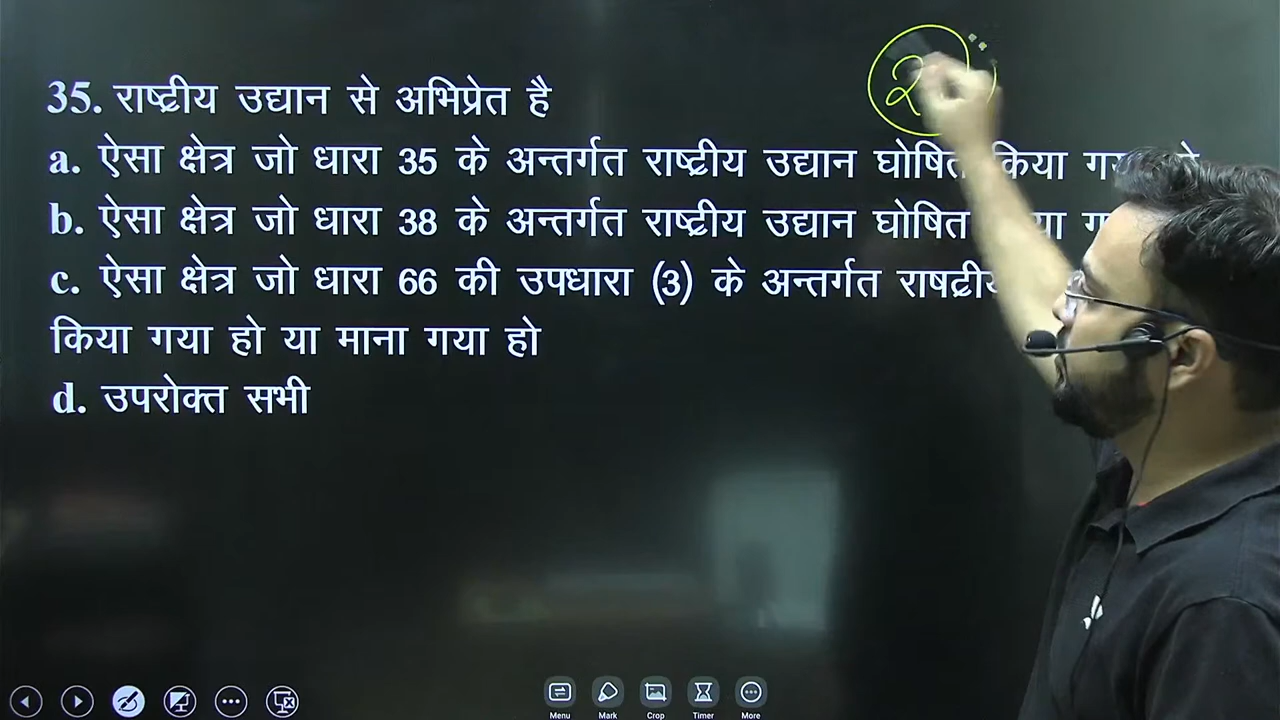 2
35. राष्ट्रीय उद्यान से अभिप्रेत है
a. ऐसा क्षेत्र जो धारा 35 के अन्तर्गत राष्ट्रीय उद्यान घोषित किया
b. ऐसा क्षेत्र जो धारा 38 के अन्तर्गत राष्ट्रीय उद्यान घोषित
c. ऐसा क्षेत्र जो धारा 66 की उपधारा (3) के अन्तर्गत
किया गया हो या माना गया हो
d. उपरोक्त सभी
Menu Mark Crop Timer More